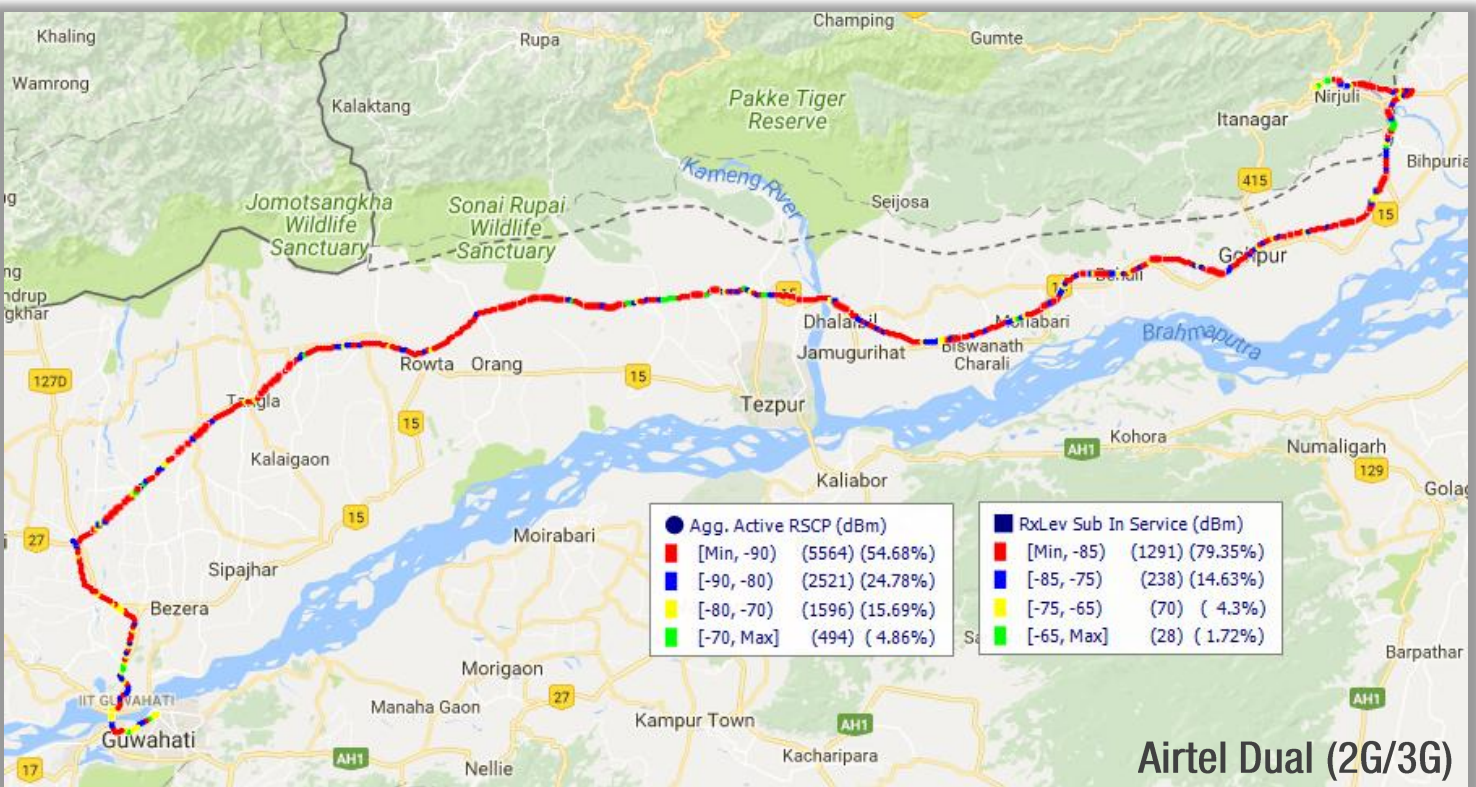 Khaling
Rupa
Champing
Gumte
Wamrong
Kalaktang
Pakke Tiger
Reserve
Nirjuli
Itanagar
Kameng River
415
Bihpuria
Jomotsangkha
Wildlife
Sanctuary
Sonai Rupai
Wildlife
Sanctuary
Seijosa
15
ng
ndrup
gkhar
15
Dhalaibil
Jamugurihat
Biswanath
Charali
Brahmaputra
Rowta
Orang
127D
15
Tezpur
15
Kalaigaon
AH1
Kohora
Numaligarh
129
Kaliabor
15
27
Moirabari
Sipajhar
Bezera
Agg. Active RSCP (dBm)
[Min, -90) (5564) (54.68%)
[-90, -80) (2521) (24.78%)
[-80, -70) (1596) (15.69%)
[-70, Max] (494) ( 4.86%)
RxLev Sub In Service (dBm)
[Min, -85) (1291) (79.35%)
[-85, -75) (238) (14.63%)
[-75, -65) (70) ( 4.3%)
[-65, Max] (28) ( 1.72%)
Barpathar
Morigaon
27
IIT GUWAHATI
Manaha Gaon
Kampur Town
AH1
AH1
Guwahati
Kacharipara
AH1
Nellie
17
Airtel Dual (2G/3G)